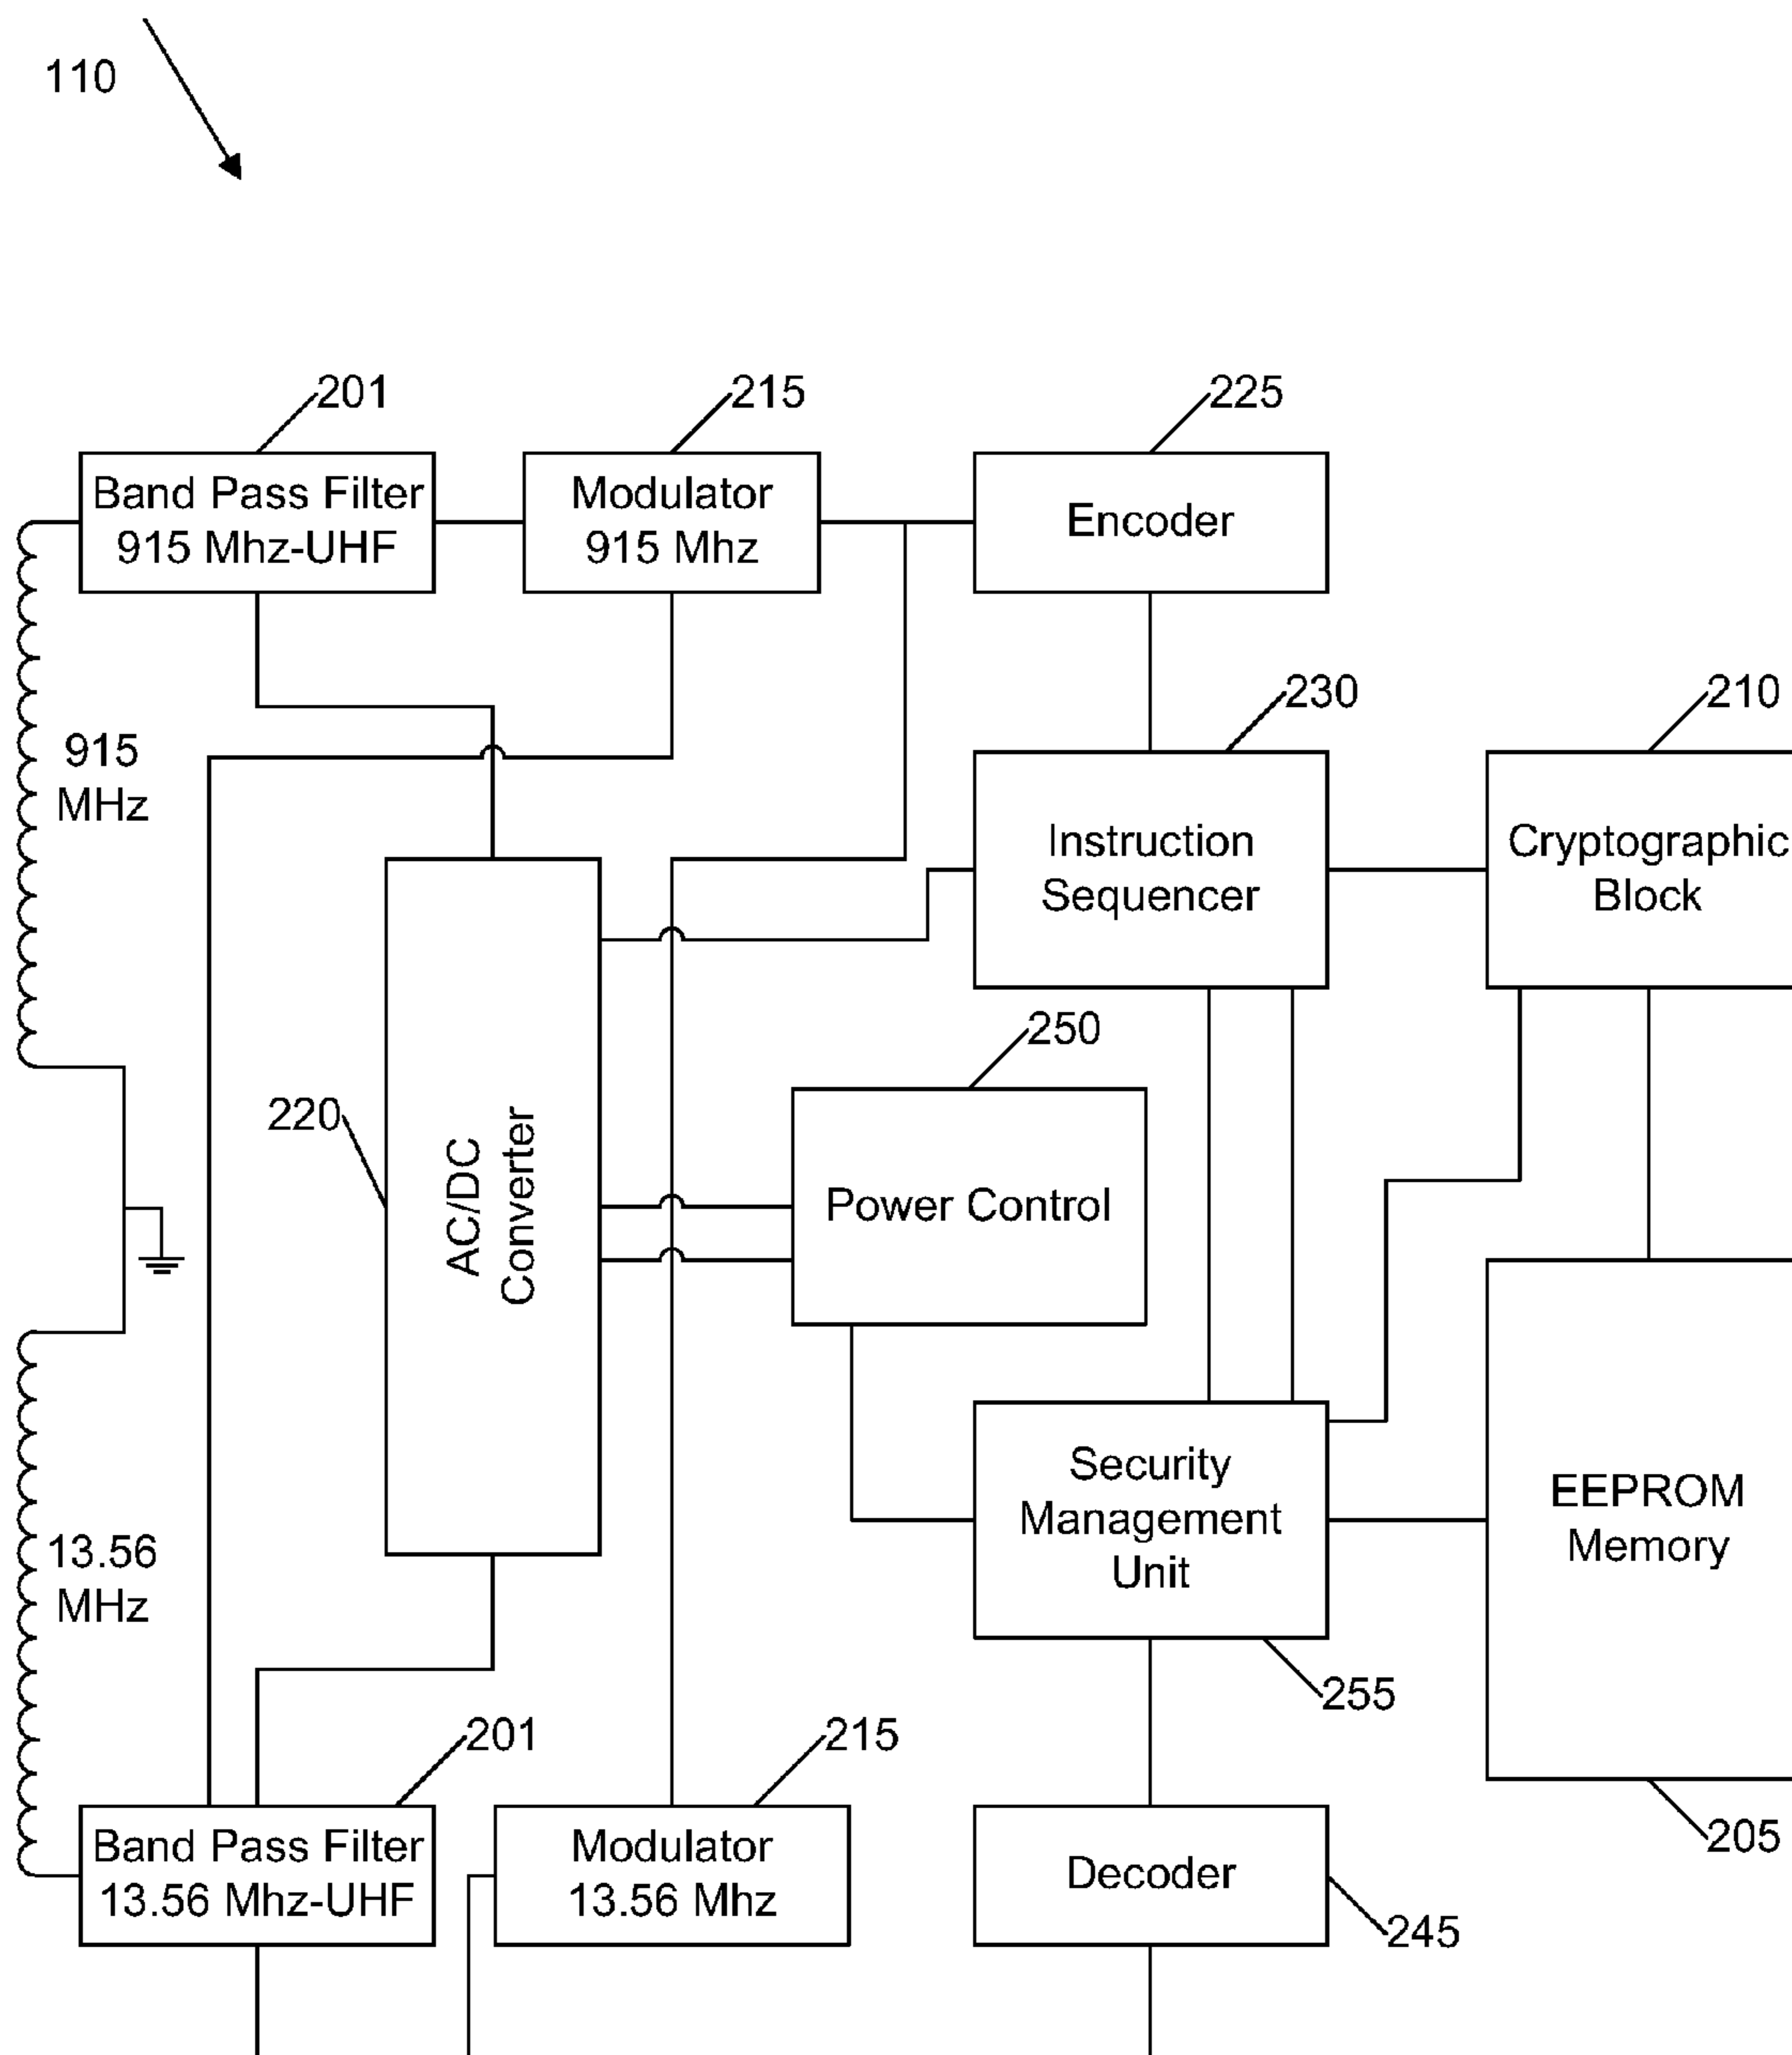 110
201
215
225
Band Pass Filter
915 Mhz-UHF
Modulator
915 Mhz
Encoder
230
210
915
MHz
Instruction
Sequencer
Cryptographic
Block
250
220
AC/DC
Converter
Power Control
13.56
MHz
Security
Management
Unit
EEPROM
Memory
255
201
215
205
Band Pass Filter
13.56 Mhz-UHF
Modulator
13.56 Mhz
Decoder
245